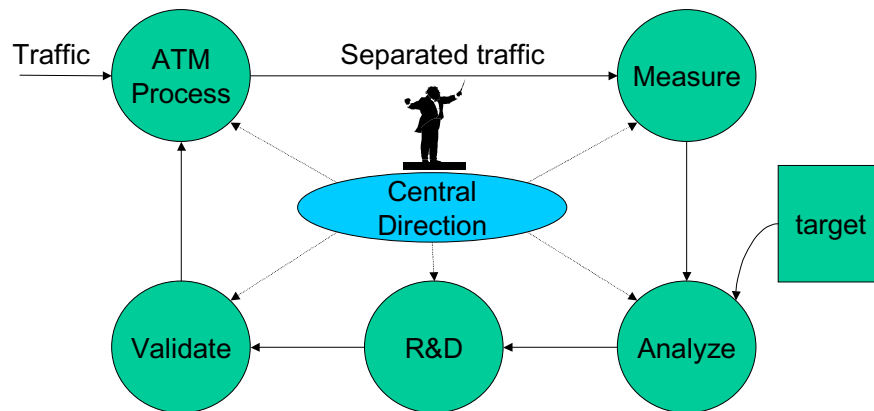 Traffic
ATM
Process
Separated traffic
Measure
Central
Direction
target
Validate
R&D
Analyze